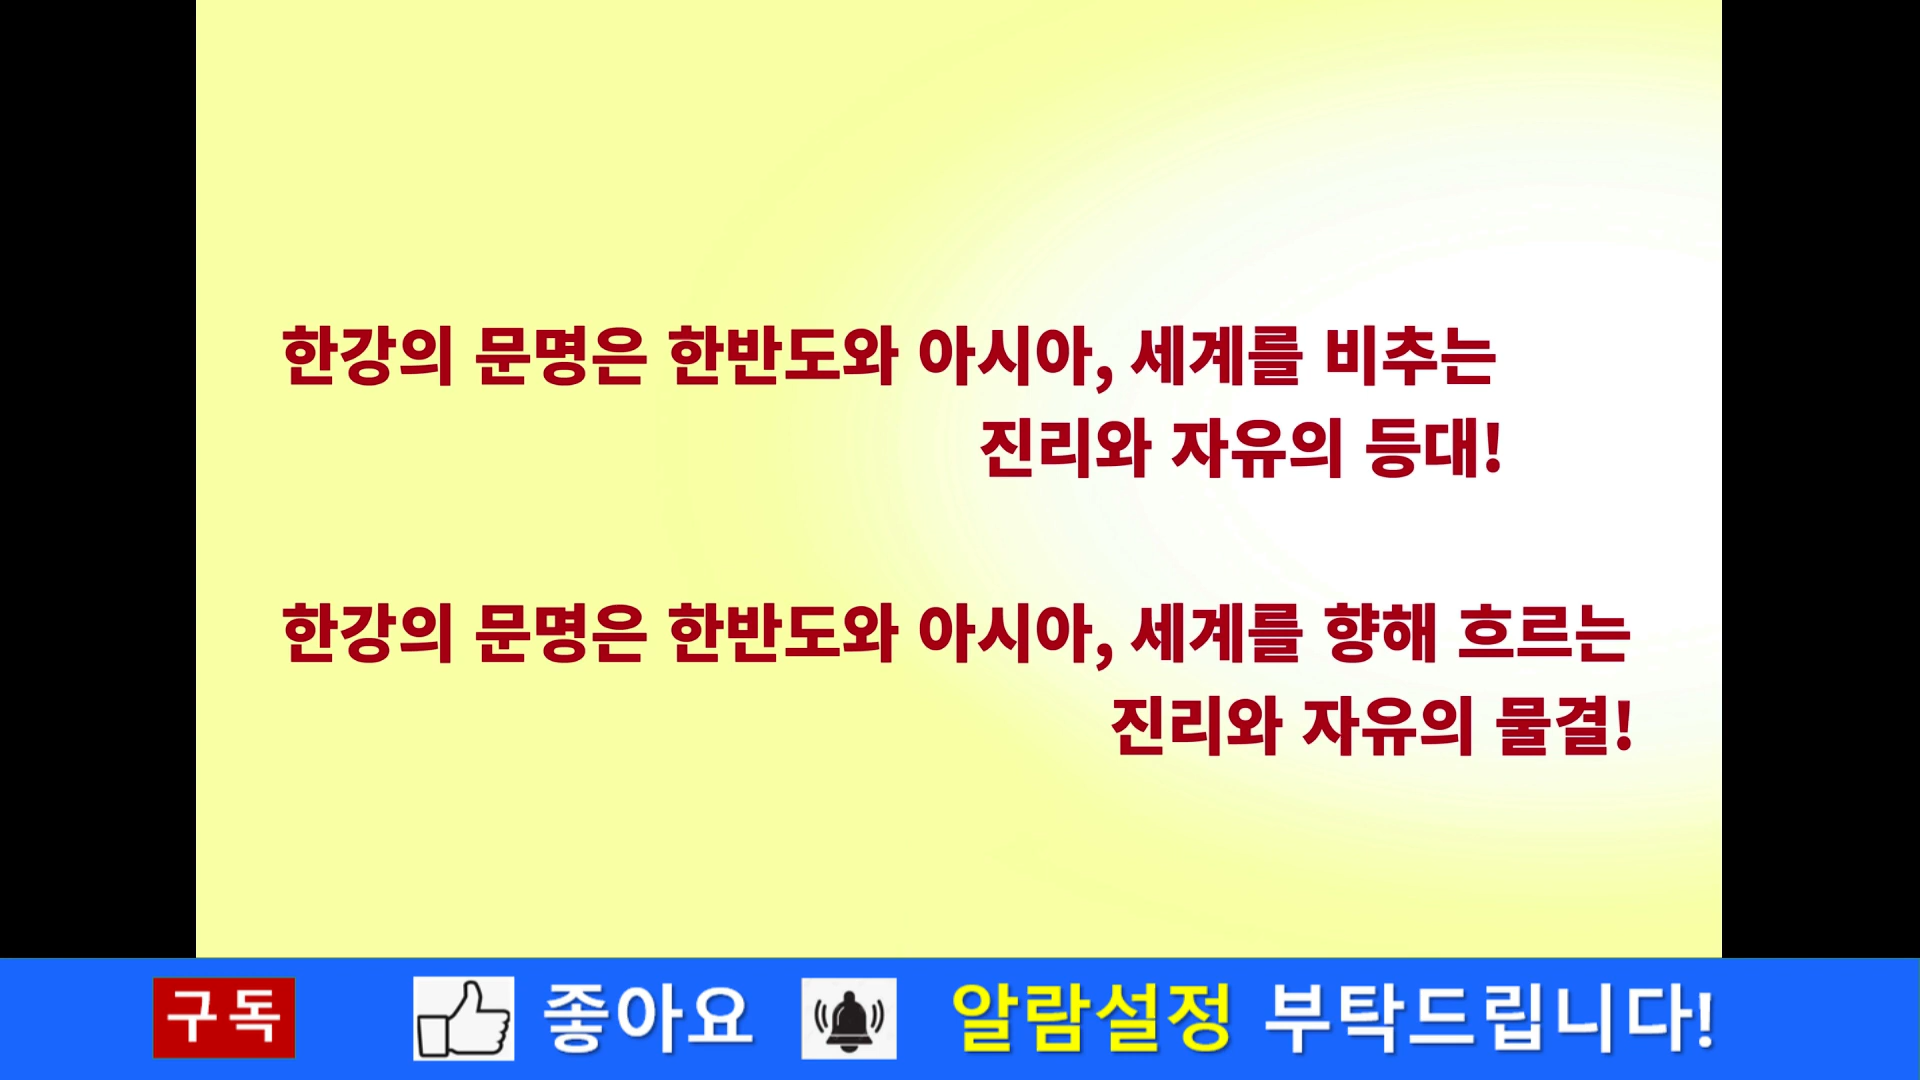 한강의 문명은 한반도와 아시아, 세계를 비추는
진리와 자유의 등대!
한강의 문명은 한반도와 아시아, 세계를 향해 흐르는
진리와 자유의 물결!
구독 좋아요 알람설정 부탁드립니다!